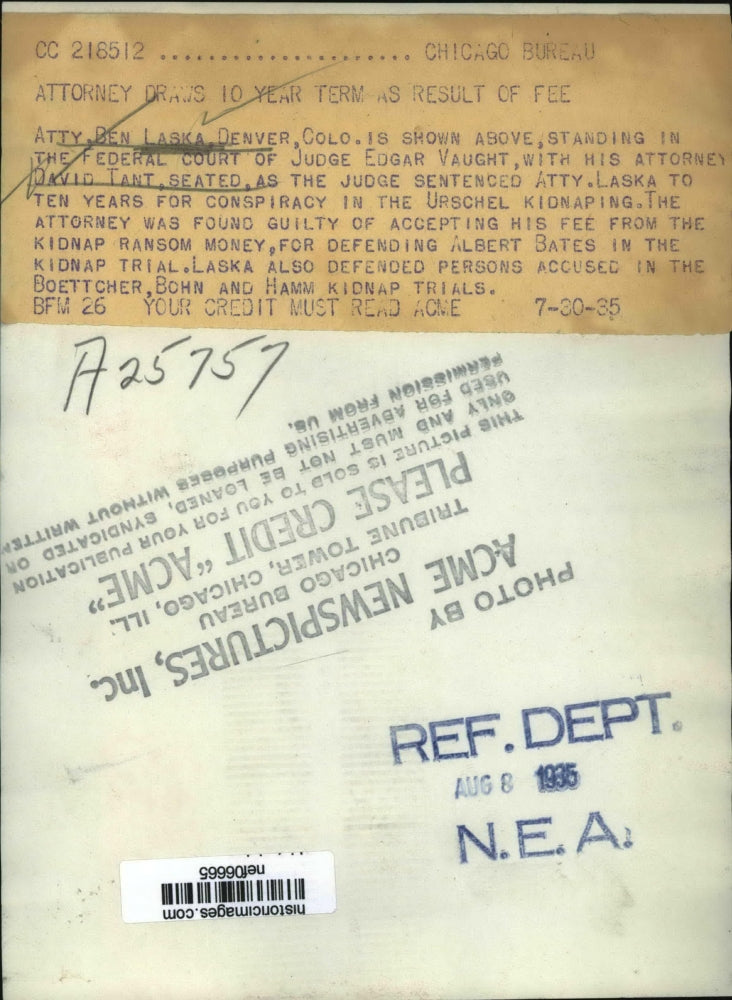 CC 218512 ...................... CHICAGO BUREAU
ATTORNEY DRAWS 10 YEAR TERM AS RESULT OF FEE
ATTY.BEN LASKA DENVER,COLO.IS SHOWN ABOVE,STANDING IN
THE FEDERAL COURT OF JUDGE EDGAR VAUGHT,WITH HIS ATTORNEY
DAVID TANT,SEATED,AS THE JUDGE SENTENCED ATTY.LASKA TO
TEN YEARS FOR CONSPIRACY IN THE URSCHEL KIDNAPING.THE
ATTORNEY WAS FOUND GUILTY OF ACCEPTING HIS FEE FROM THE
KIDNAP RANSOM MONEY,FOR DEFENDING ALBERT BATES IN THE
KIDNAP TRIAL.LASKA ALSO DEFENDED PERSONS ACCUSED IN THE
BOETTCHER,BOHN AND HAMM KIDNAP TRIALS.
BFM 26 YOUR CREDIT MUST READ ACME 7-30-35
A25757
PHOTO BY
ACME NEWSPICTURES, Inc.
CHICAGO BUREAU
TRIBUNE TOWER, CHICAGO, ILL.
PLEASE CREDIT "ACME"
THIS PICTURE IS SOLD TO YOU FOR YOUR PUBLICATION
ONLY AND MUST NOT BE LOANED, SYNDICATED OR
USED FOR ADVERTISING PURPOSES WITHOUT WRITTEN
PERMISSION FROM US.
REF. DEPT.
AUG 8 1935
N.E.A.
historicimages.com
nef06665